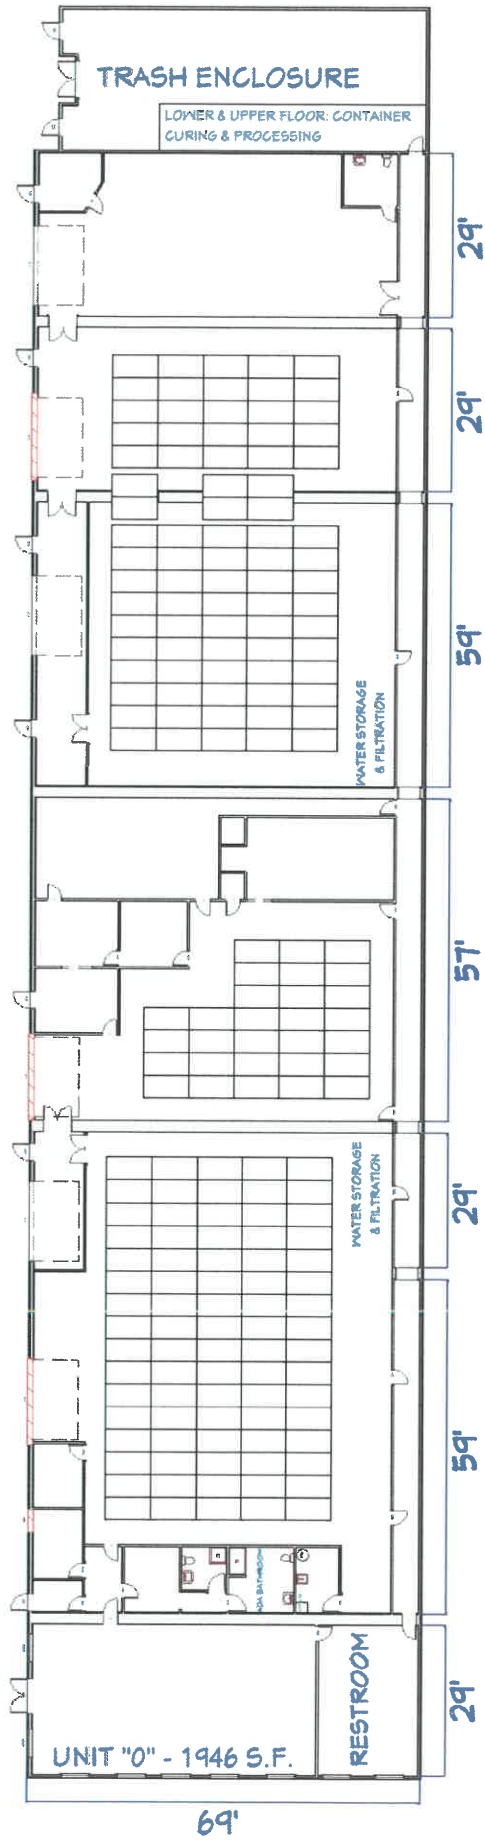 TRASH ENCLOSURE
LOWER & UPPER FLOOR: CONTAINER
CURING & PROCESSING
29'
29'
59'
WATER STORAGE
& FILTRATION
57'
WATER STORAGE
& FILTRATION
29'
59'
ADA BATHROOM
RESTROOM
29'
UNIT "0" - 1946 S.F.
69'